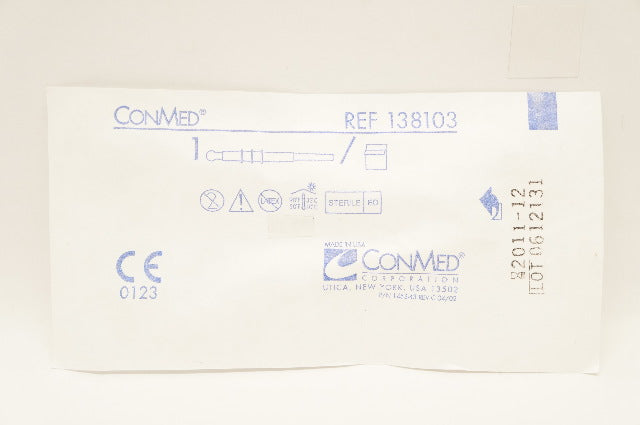 CONMED®
REF 138103
1 /
LATEX
STERILE EO
2
2011-12
LOT 0612131
CE
0123
MADE IN USA
CONMED®
CORPORATION
UTICA, NEW YORK, USA 13502